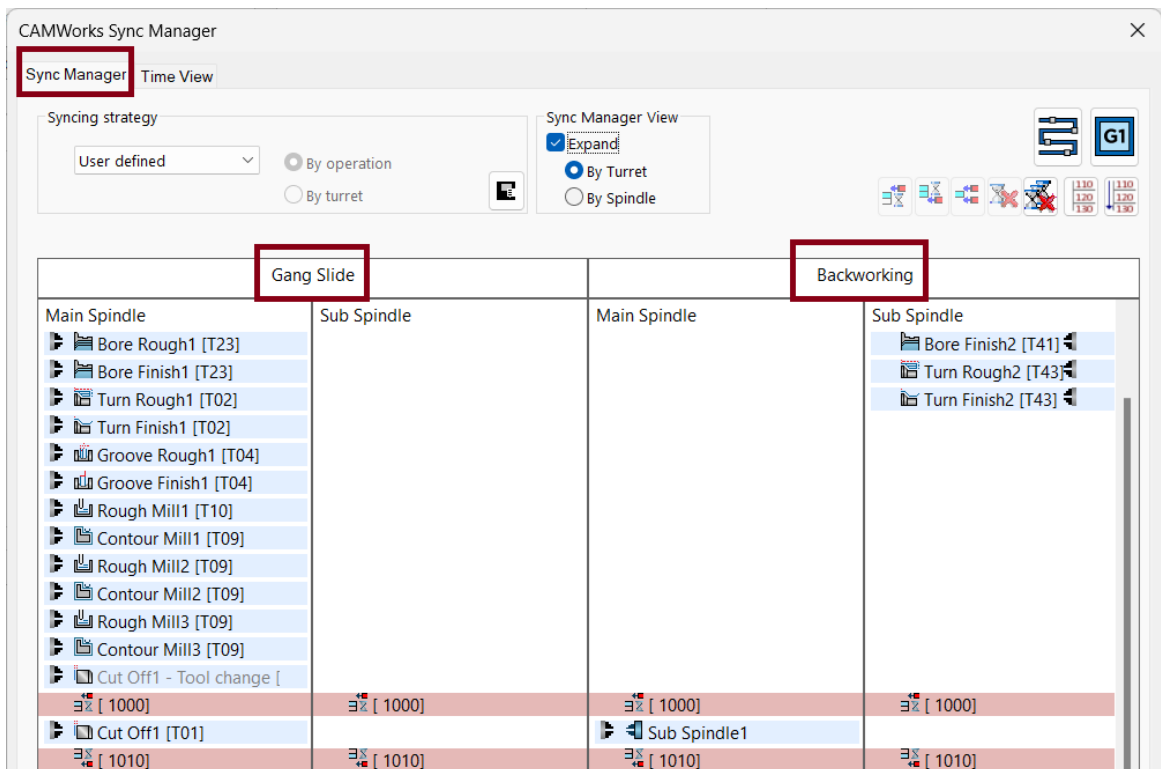 CAMWorks Sync Manager
Sync Manager Time View
Syncing strategy
User defined
By operation
By turret
Sync Manager View
Expand
By Turret
By Spindle
G1
110
120
130
110
120
130
Gang Slide Backworking
Main Spindle Sub Spindle Main Spindle Sub Spindle
Bore Rough1 [T23] Bore Finish2 [T41]
Bore Finish1 [T23] Turn Rough2 [T43]
Turn Rough1 [T02] Turn Finish2 [T43]
Turn Finish1 [T02]
Groove Rough1 [T04]
Groove Finish1 [T04]
Rough Mill1 [T10]
Contour Mill1 [T09]
Rough Mill2 [T09]
Contour Mill2 [T09]
Rough Mill3 [T09]
Contour Mill3 [T09]
Cut Off1 - Tool change [
[ 1000] [ 1000] [ 1000] [ 1000]
Cut Off1 [T01] Sub Spindle1
[ 1010] [ 1010] [ 1010] [ 1010]